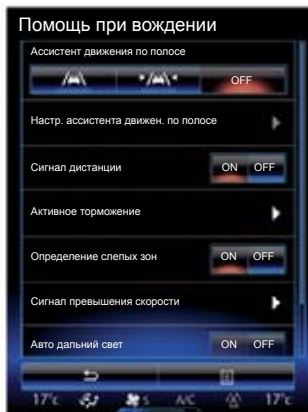 Помощь при вождении
Ассистент движения по полосе
OFF
Настр. ассистента движен. по полосе
Сигнал дистанции ON OFF
Активное торможение
Определение слепых зон ON OFF
Сигнал превышения скорости
Авто дальний свет ON OFF
17°c 5 A/C 17°c